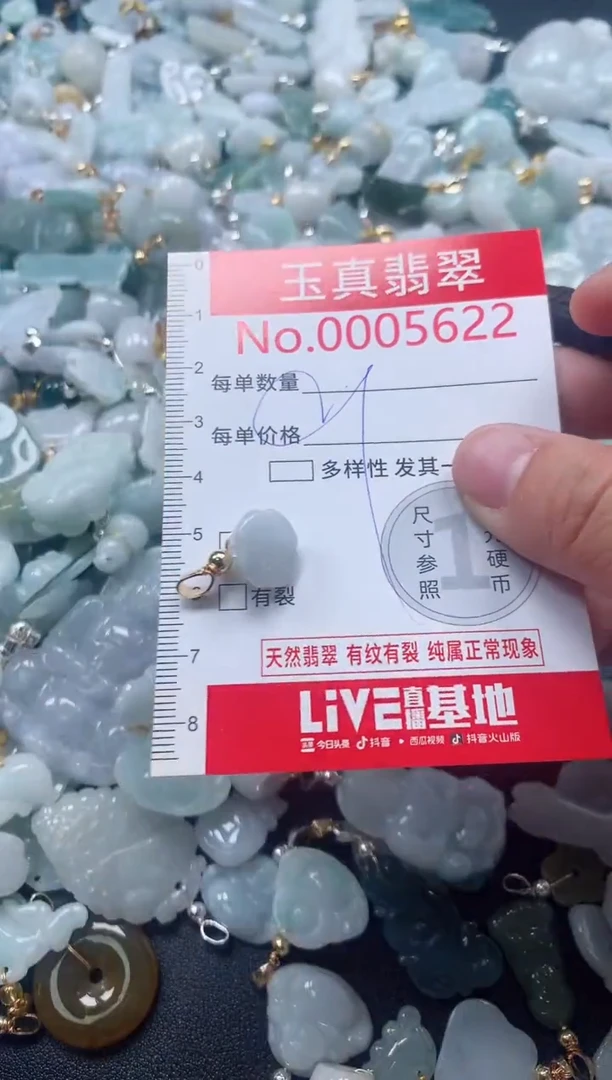 0
玉真翡翠
1
No.0005622
2
每单数量
3
每单价格
4
多样性 发其一
5
尺寸参照
1
硬币
有裂
天然翡翠 有纹有裂 纯属正常现象
7
LiVE直播基地
8
今日头条 抖音 西瓜视频 抖音火山版